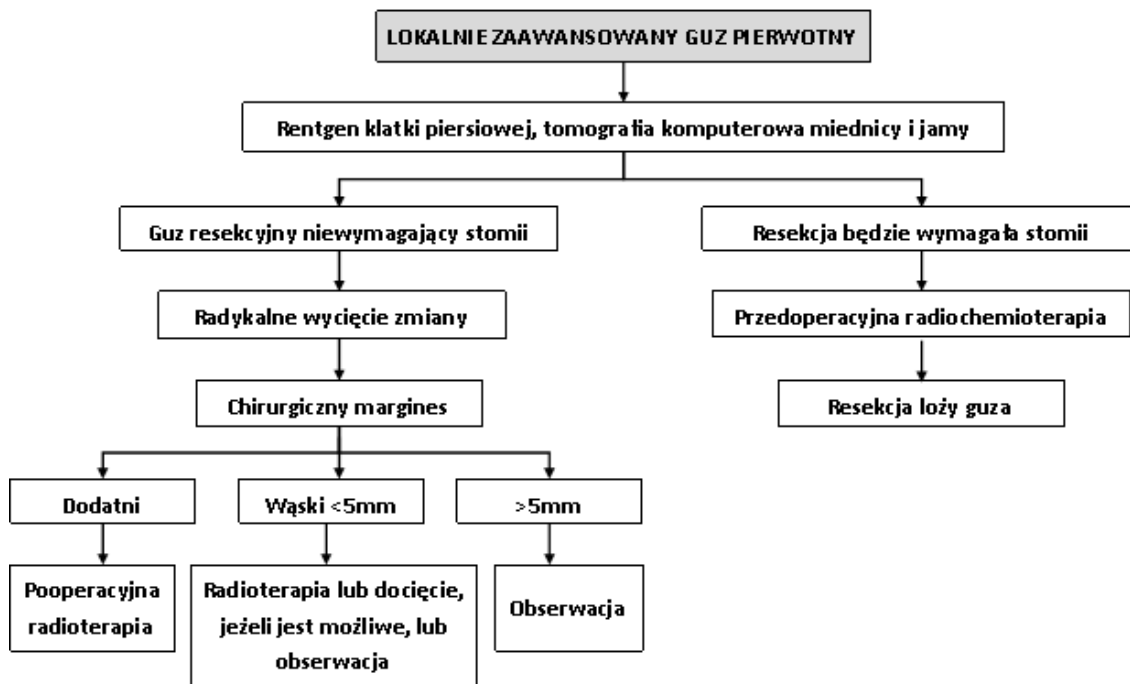 LOKALNIE ZAAWANSOWANY GUZ PIERWOTNY
Rentgen klatki piersiowej, tomografia komputerowa miednicy i jamy
Guz resekcyjny niewymagający stomii
Resekcja będzie wymagała stomii
Radykalne wycięcie zmiany
Przedoperacyjna radiochemioterapia
Chirurgiczny margines
Resekcja loży guza
Dodatni
Wąski <5mm
>5mm
Pooperacyjna
radioterapia
Radioterapia lub docięcie,
jeżeli jest możliwe, lub
obserwacja
Obserwacja